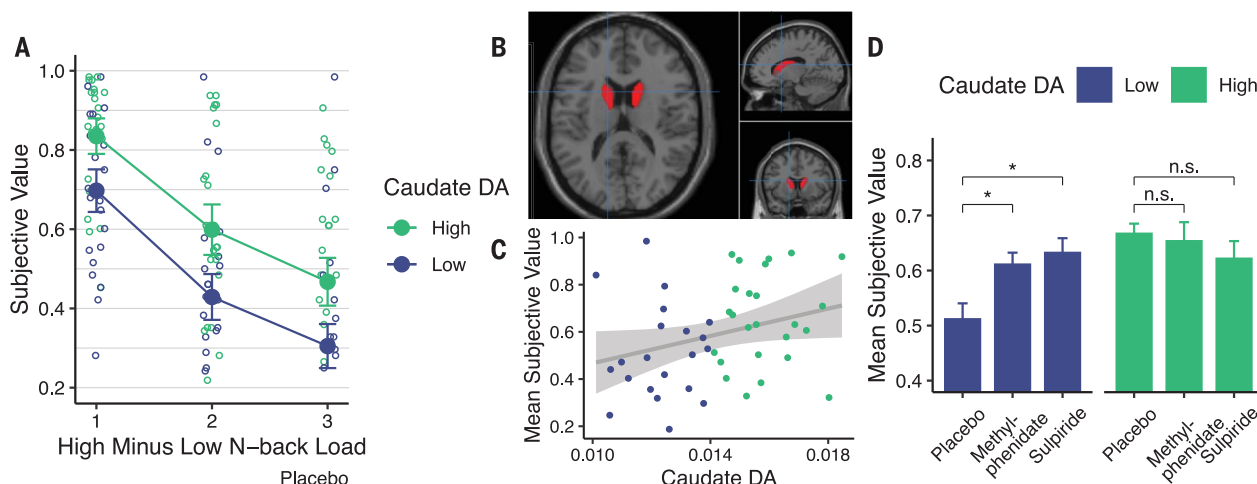 A
Subjective Value
1.0
0.8
0.6
0.4
0.2
1 2 3
High Minus Low N−back Load
Placebo
Caudate DA
High
Low
B
C
Mean Subjective Value
1.0
0.8
0.6
0.4
0.2
0.010 0.014 0.018
Caudate DA
D
Caudate DA Low High
Mean Subjective Value
0.8
0.7
0.6
0.5
0.4
*
*
n.s.
n.s.
Placebo
Methyl-
phenidate
Sulpiride
Placebo
Methyl-
phenidate
Sulpiride